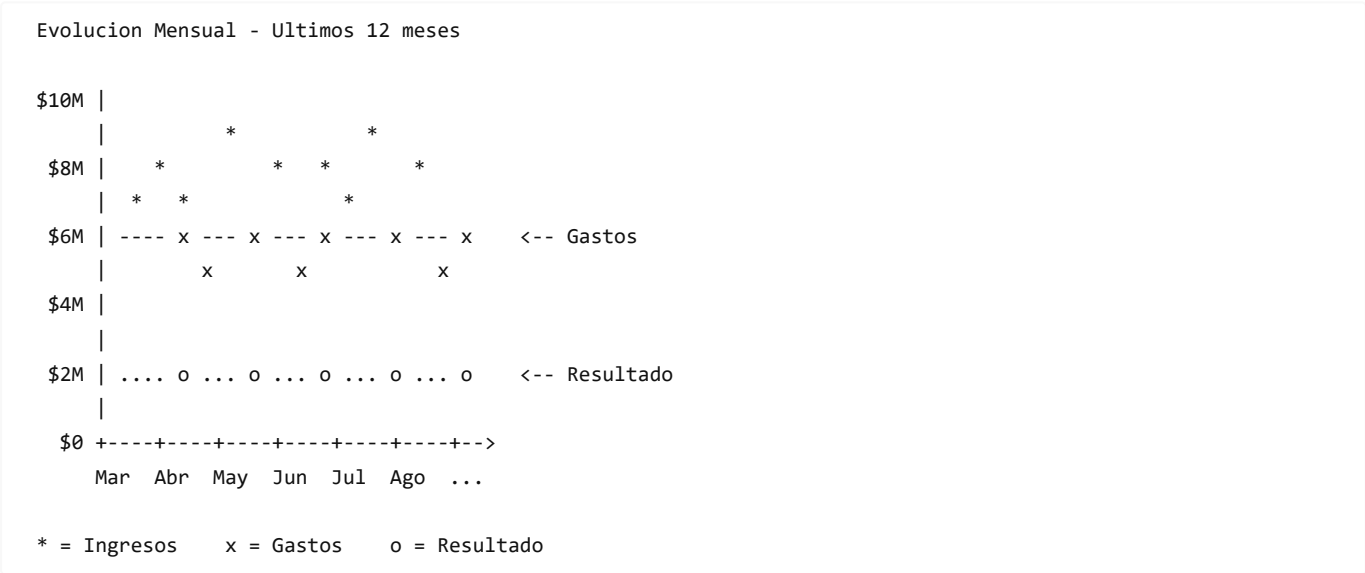 Evolucion Mensual - Ultimos 12 meses
$10M |
     |          *           *
 $8M |    *         *   *       *
     |  *   *             *
 $6M | ---- x --- x --- x --- x --- x    <-- Gastos
     |        x       x           x
 $4M |
     |
 $2M | .... o ... o ... o ... o ... o    <-- Resultado
     |
  $0 +----+----+----+----+----+----+-->
     Mar  Abr  May  Jun  Jul  Ago  ...
* = Ingresos    x = Gastos    o = Resultado